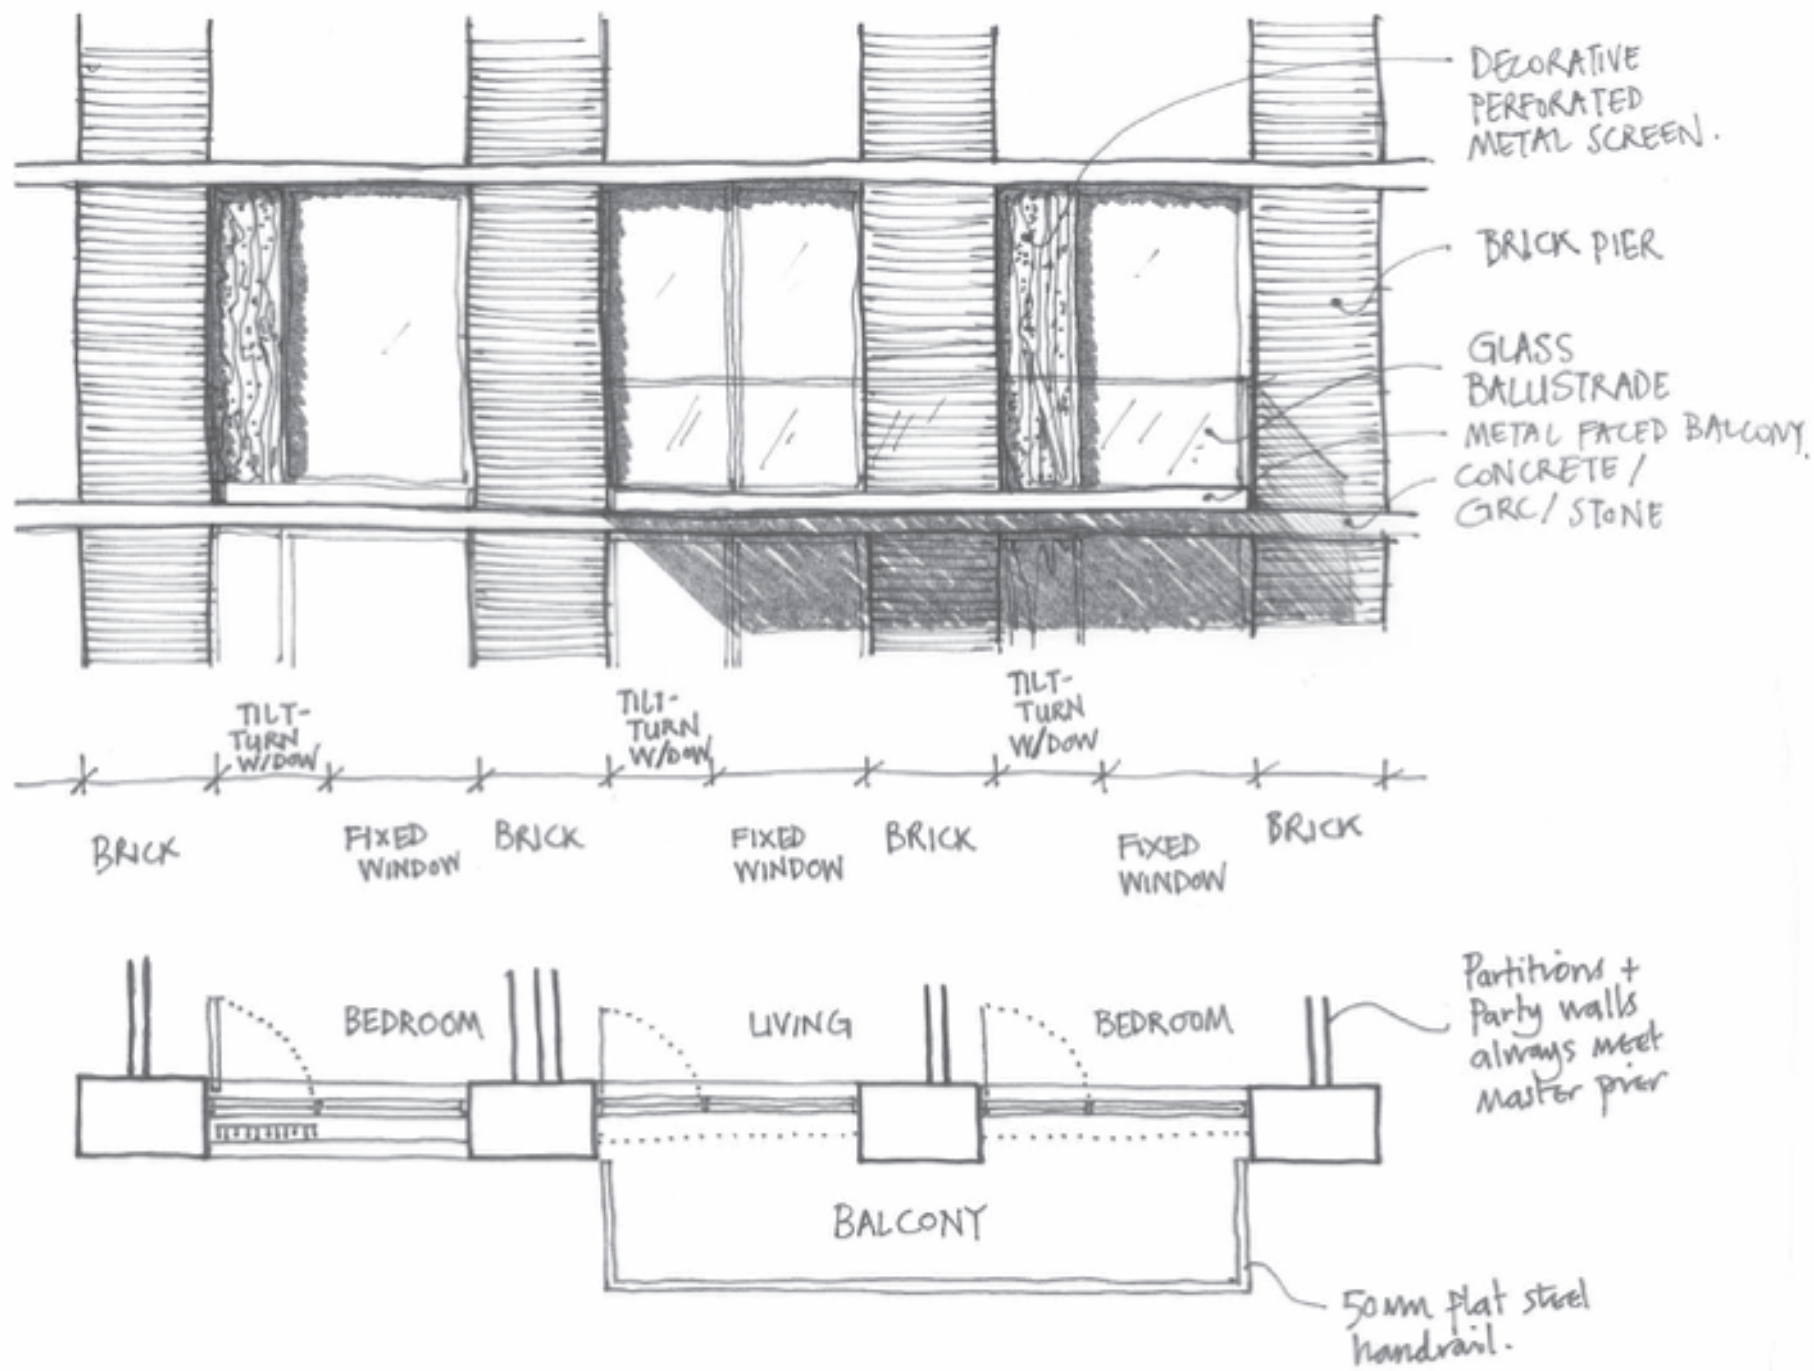 DECORATIVE
PERFORATED
METAL SCREEN.
BRICK PIER
GLASS
BALUSTRADE
METAL FACED BALCONY.
CONCRETE/
GRC/STONE
TILT-
TURN
W/DOW
TILT-
TURN
W/DOW
TILT-
TURN
W/DOW
BRICK
FIXED
WINDOW
BRICK
FIXED
WINDOW
BRICK
FIXED
WINDOW
BRICK
BEDROOM
LIVING
BEDROOM
Partitions +
Party walls
always meet
Master pier
BALCONY
50mm flat steel
handrail.